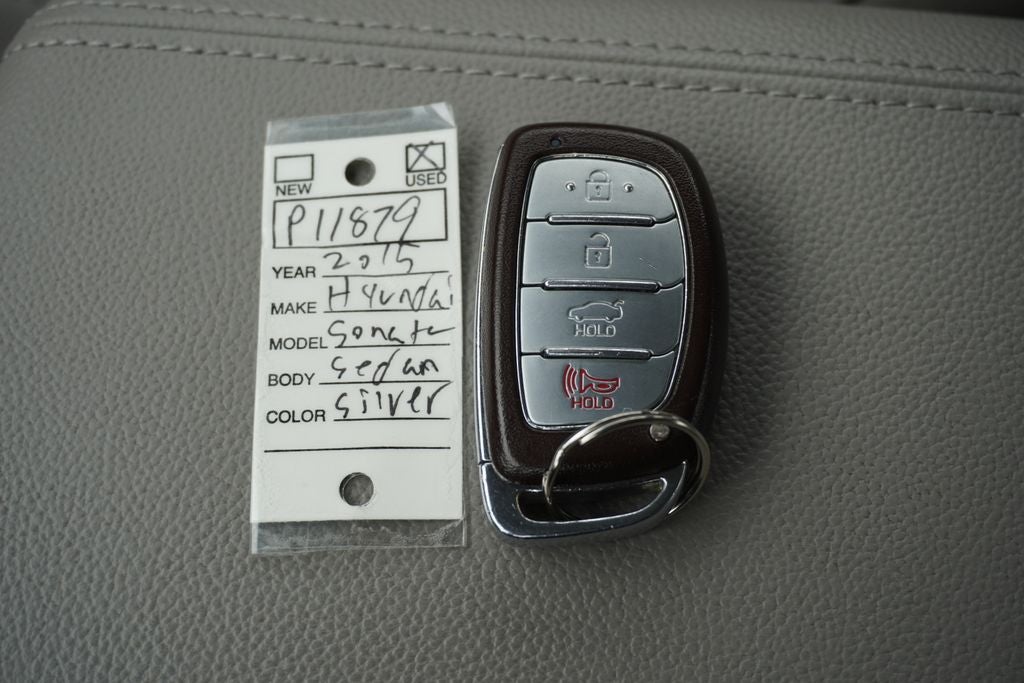 NEW USED
P11879
YEAR 2015
MAKE Hyundai
MODEL Sonata
BODY Sedan
COLOR Silver
HOLD
HOLD